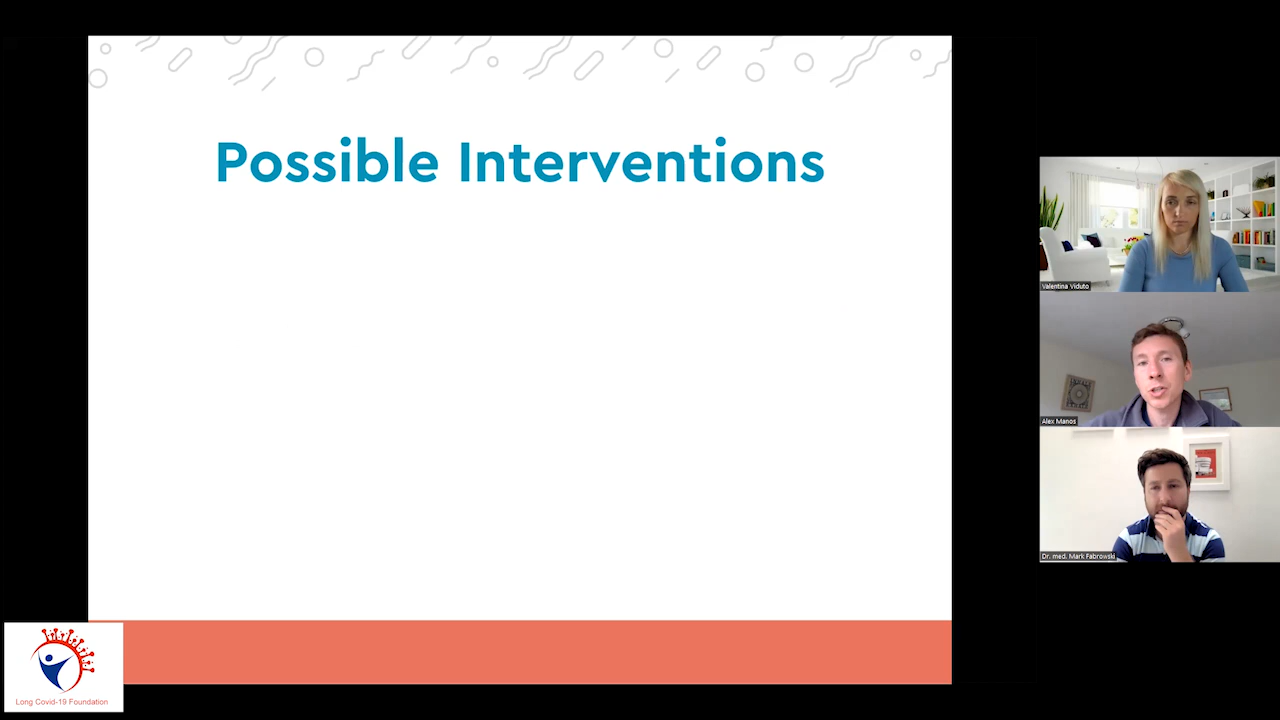 Possible Interventions
Valentina Viduto
Alex Manos
Dr. med. Mark Fabrowski
Long Covid-19 Foundation